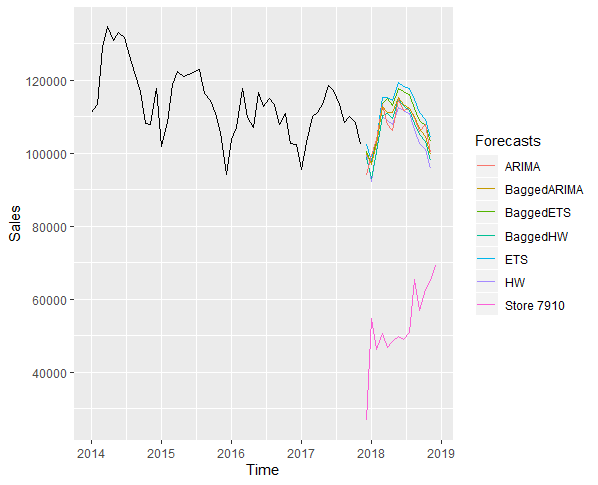 120000
100000
80000
60000
40000
Sales
2014 2015 2016 2017 2018 2019
Time
Forecasts
ARIMA
BaggedARIMA
BaggedETS
BaggedHW
ETS
HW
Store 7910